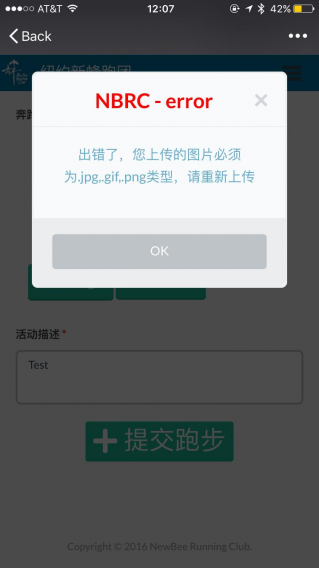 AT&T
12:07
42%
Back
纽约新蜂跑团
NBRC - error
出错了，您上传的图片必须
为.jpg,.gif,.png类型，请重新上传
OK
活动描述 *
Test
提交跑步
Copyright © 2016 NewBee Running Club.